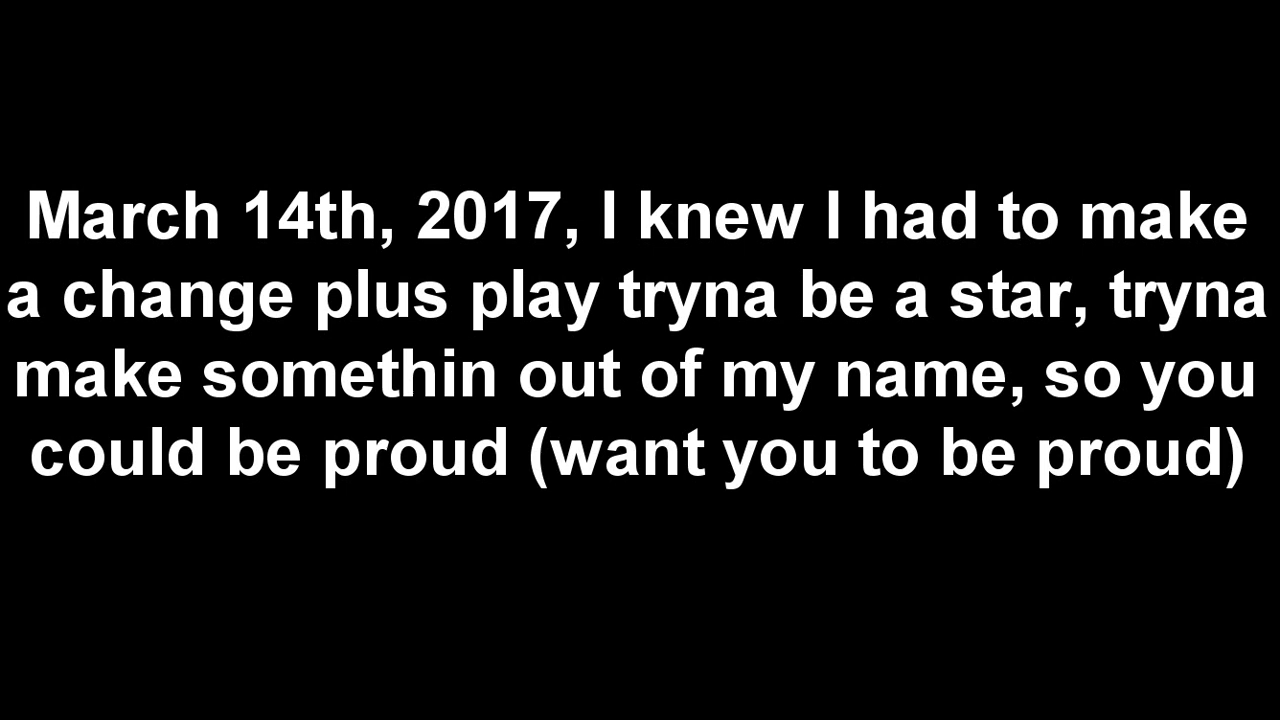 March 14th, 2017, I knew I had to make
a change plus play tryna be a star, tryna
make somethin out of my name, so you
could be proud (want you to be proud)